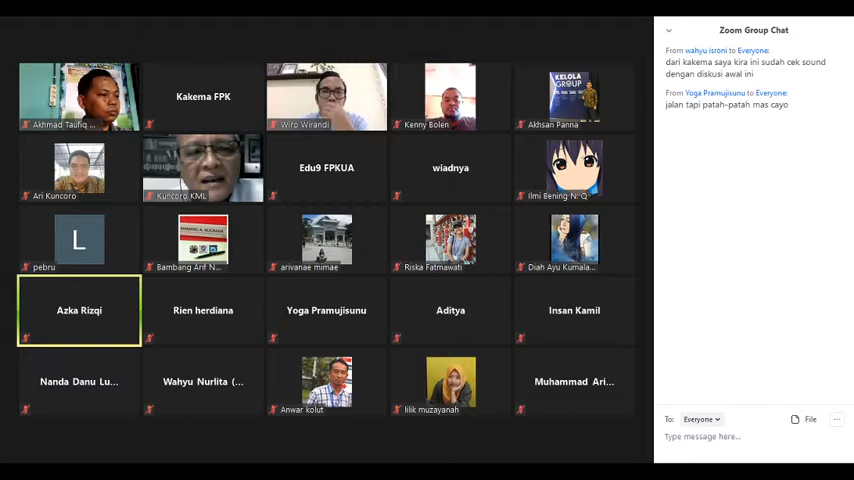 Zoom Group Chat
From wahyu isroni to Everyone:
dari kakema saya kira ini sudah cek sound
dengan diskusi awal ini
From Yoga Pramujisunu to Everyone:
jalan tapi patah-patah mas cayo
Akhmad Taufiq ...
Kakema FPK
Wiro Wirandi
Kenny Bolen
KELOLA
GROUP
Akhsan Panna
Ari Kuncoro
Kuncoro KML
Edu9 FPKUA
wiadnya
Ilmi Bening N. Q
L
pebru
BAMBANG A. NUGRAHA
Bambang Arif N...
arivanae mimae
Riska Fatmawati
Diah Ayu Kumala...
Azka Rizqi
Rien herdiana
Yoga Pramujisunu
Aditya
Insan Kamil
Nanda Danu Lu...
Wahyu Nurlita (...
Anwar kolut
lilik muzayanah
Muhammad Ari...
To: Everyone
File
...
Type message here...